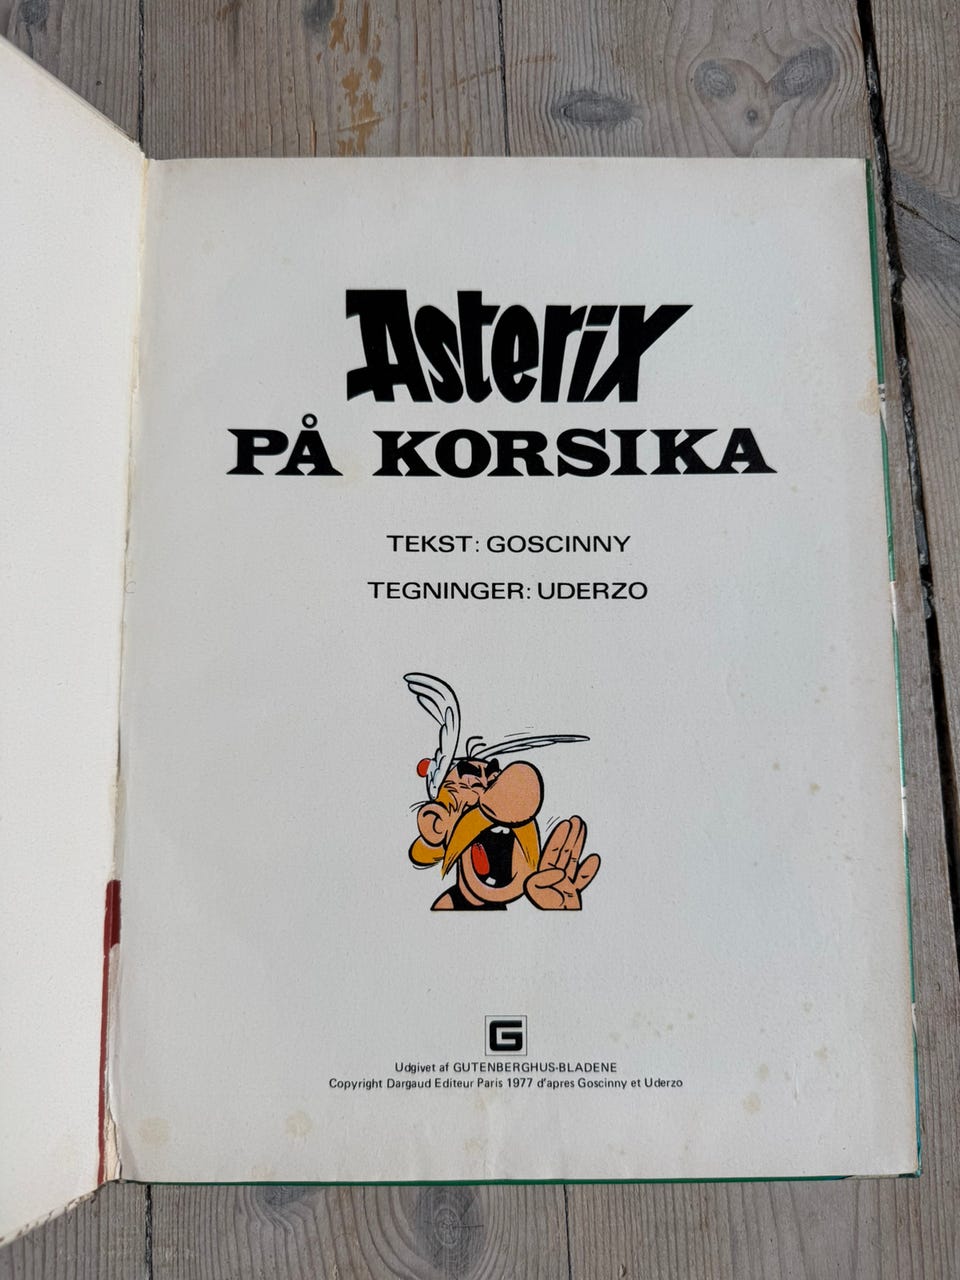 Asterix
PÅ KORSIKA
TEKST: GOSCINNY
TEGNINGER: UDERZO
G
Udgivet af GUTENBERGHUS-BLADENE
Copyright Dargaud Editeur Paris 1977 d'apres Goscinny et Uderzo